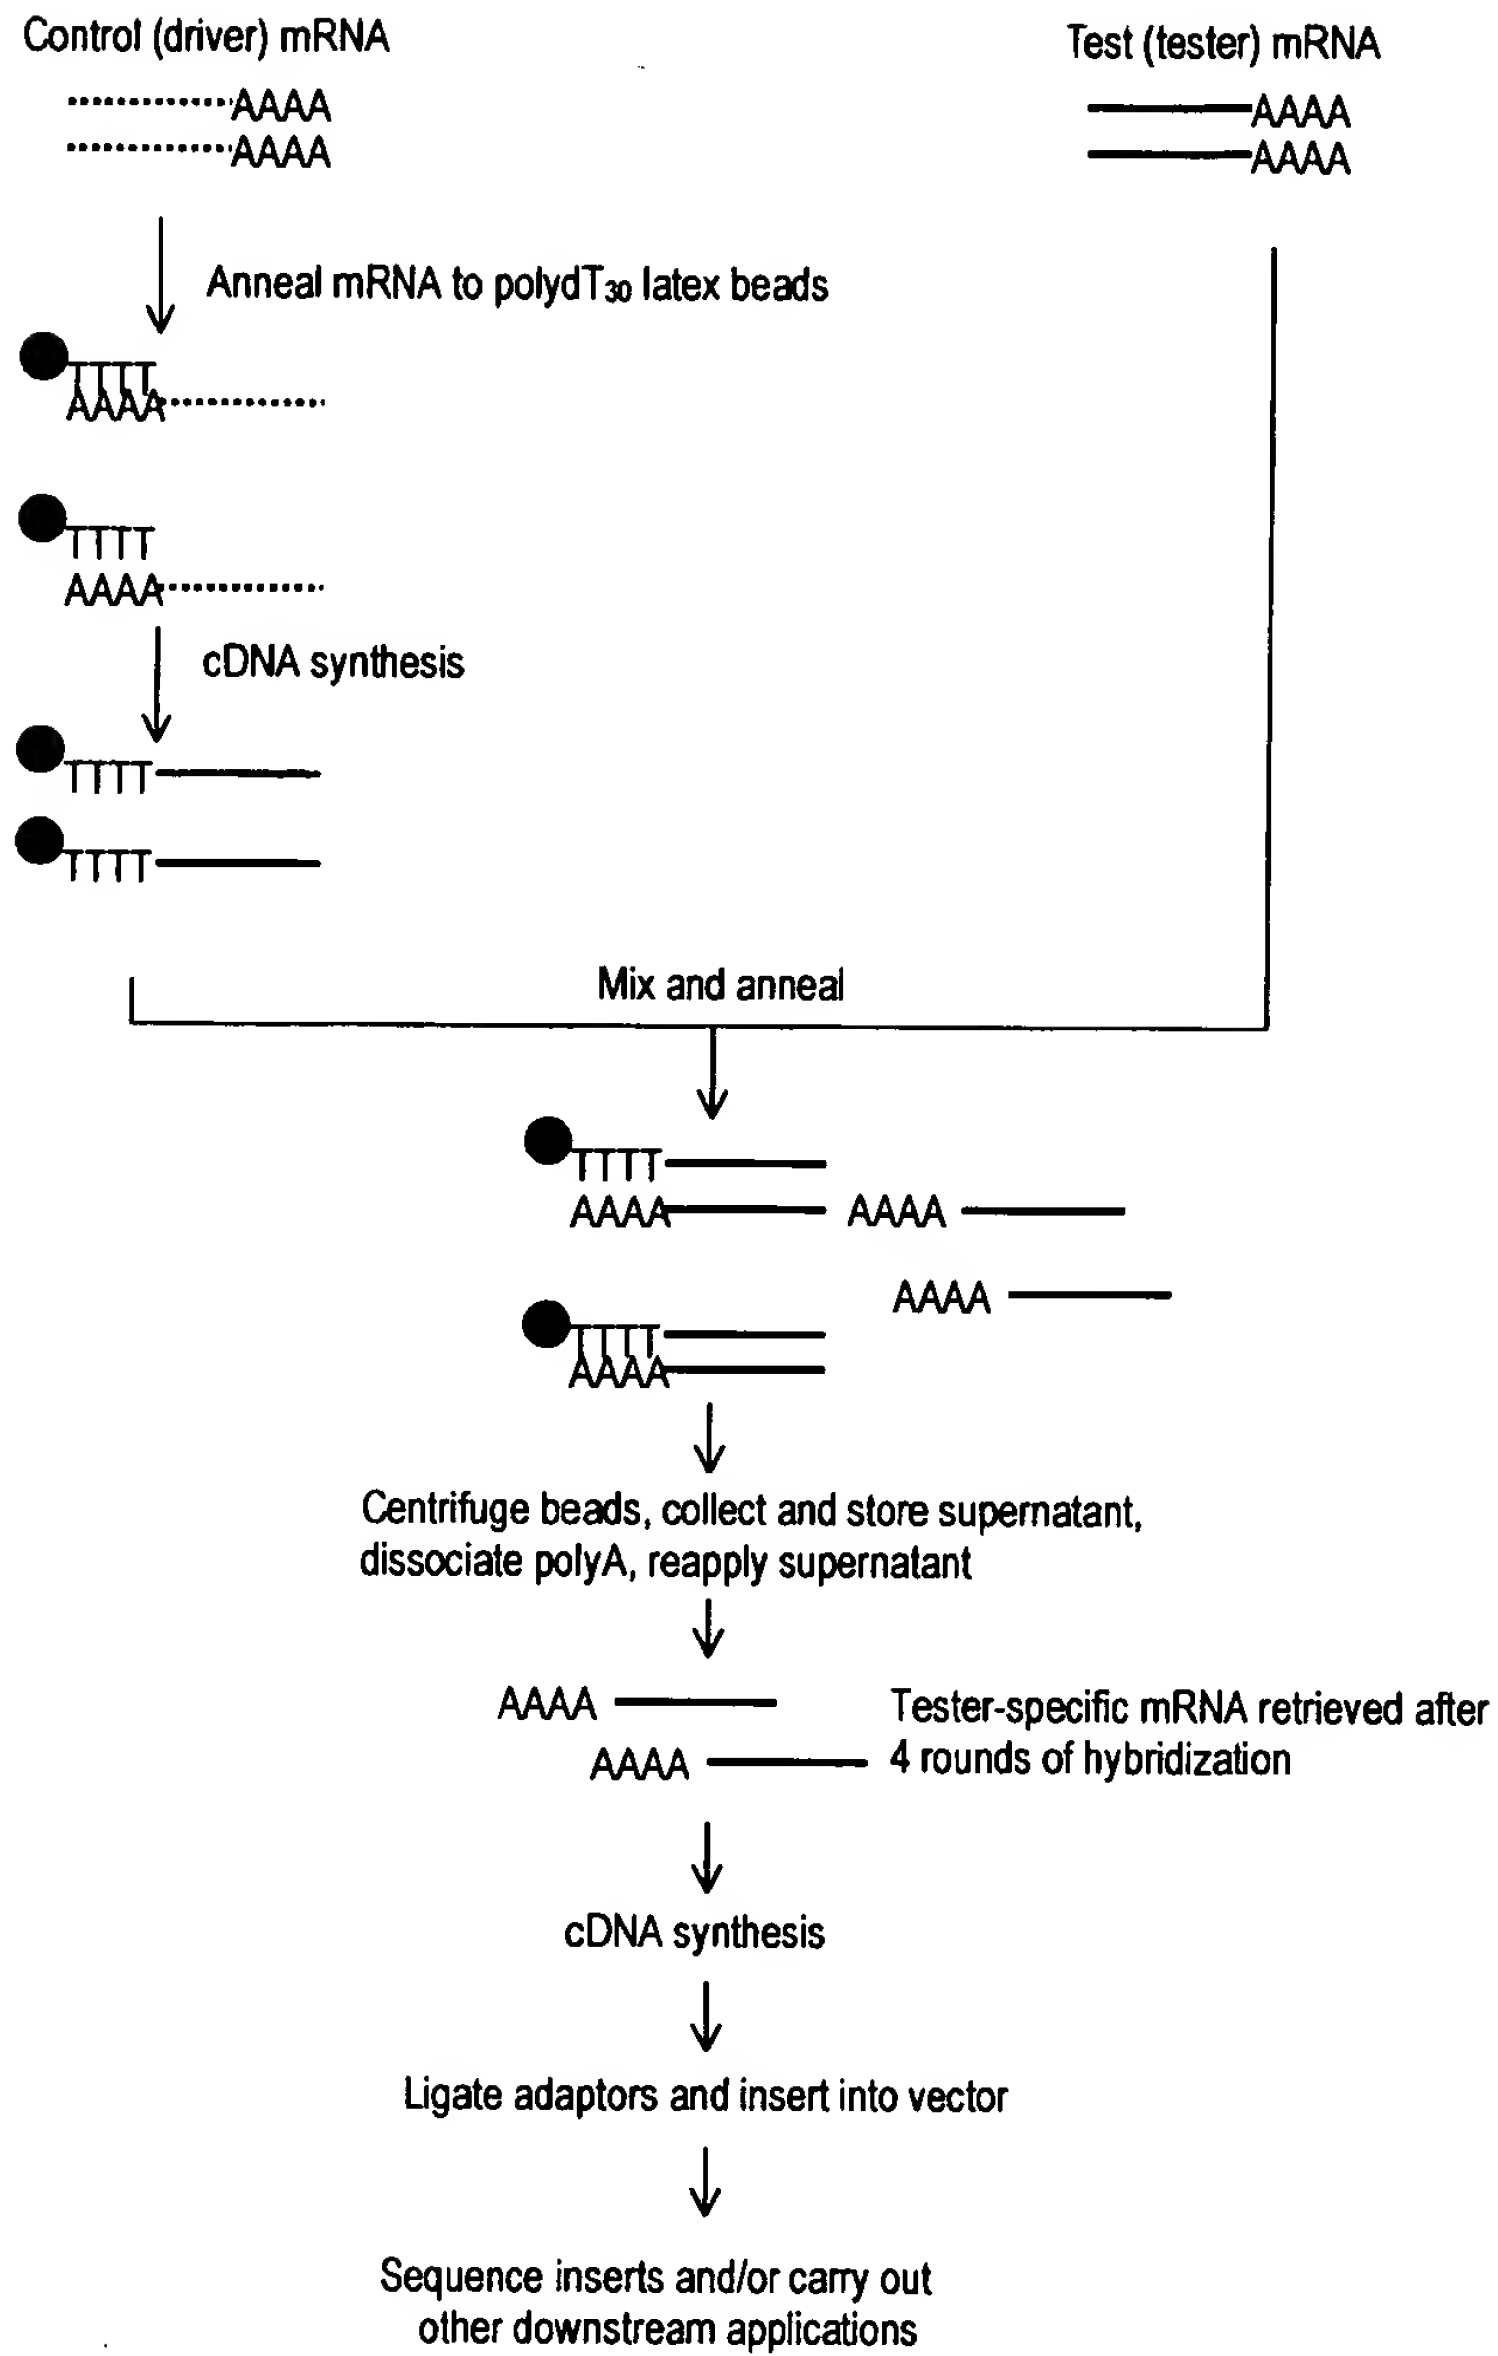 Control (driver) mRNA
Test (tester) mRNA
AAAA
AAAA
AAAA
AAAA
Anneal mRNA to polydT30 latex beads
TTTT
AAAA
TTTT
AAAA
cDNA synthesis
TTTT
TTTT
Mix and anneal
TTTT
AAAA AAAA
AAAA
TTTT
AAAA
Centrifuge beads, collect and store supernatant,
dissociate polyA, reapply supernatant
AAAA
Tester-specific mRNA retrieved after
AAAA
4 rounds of hybridization
cDNA synthesis
Ligate adaptors and insert into vector
Sequence inserts and/or carry out
other downstream applications